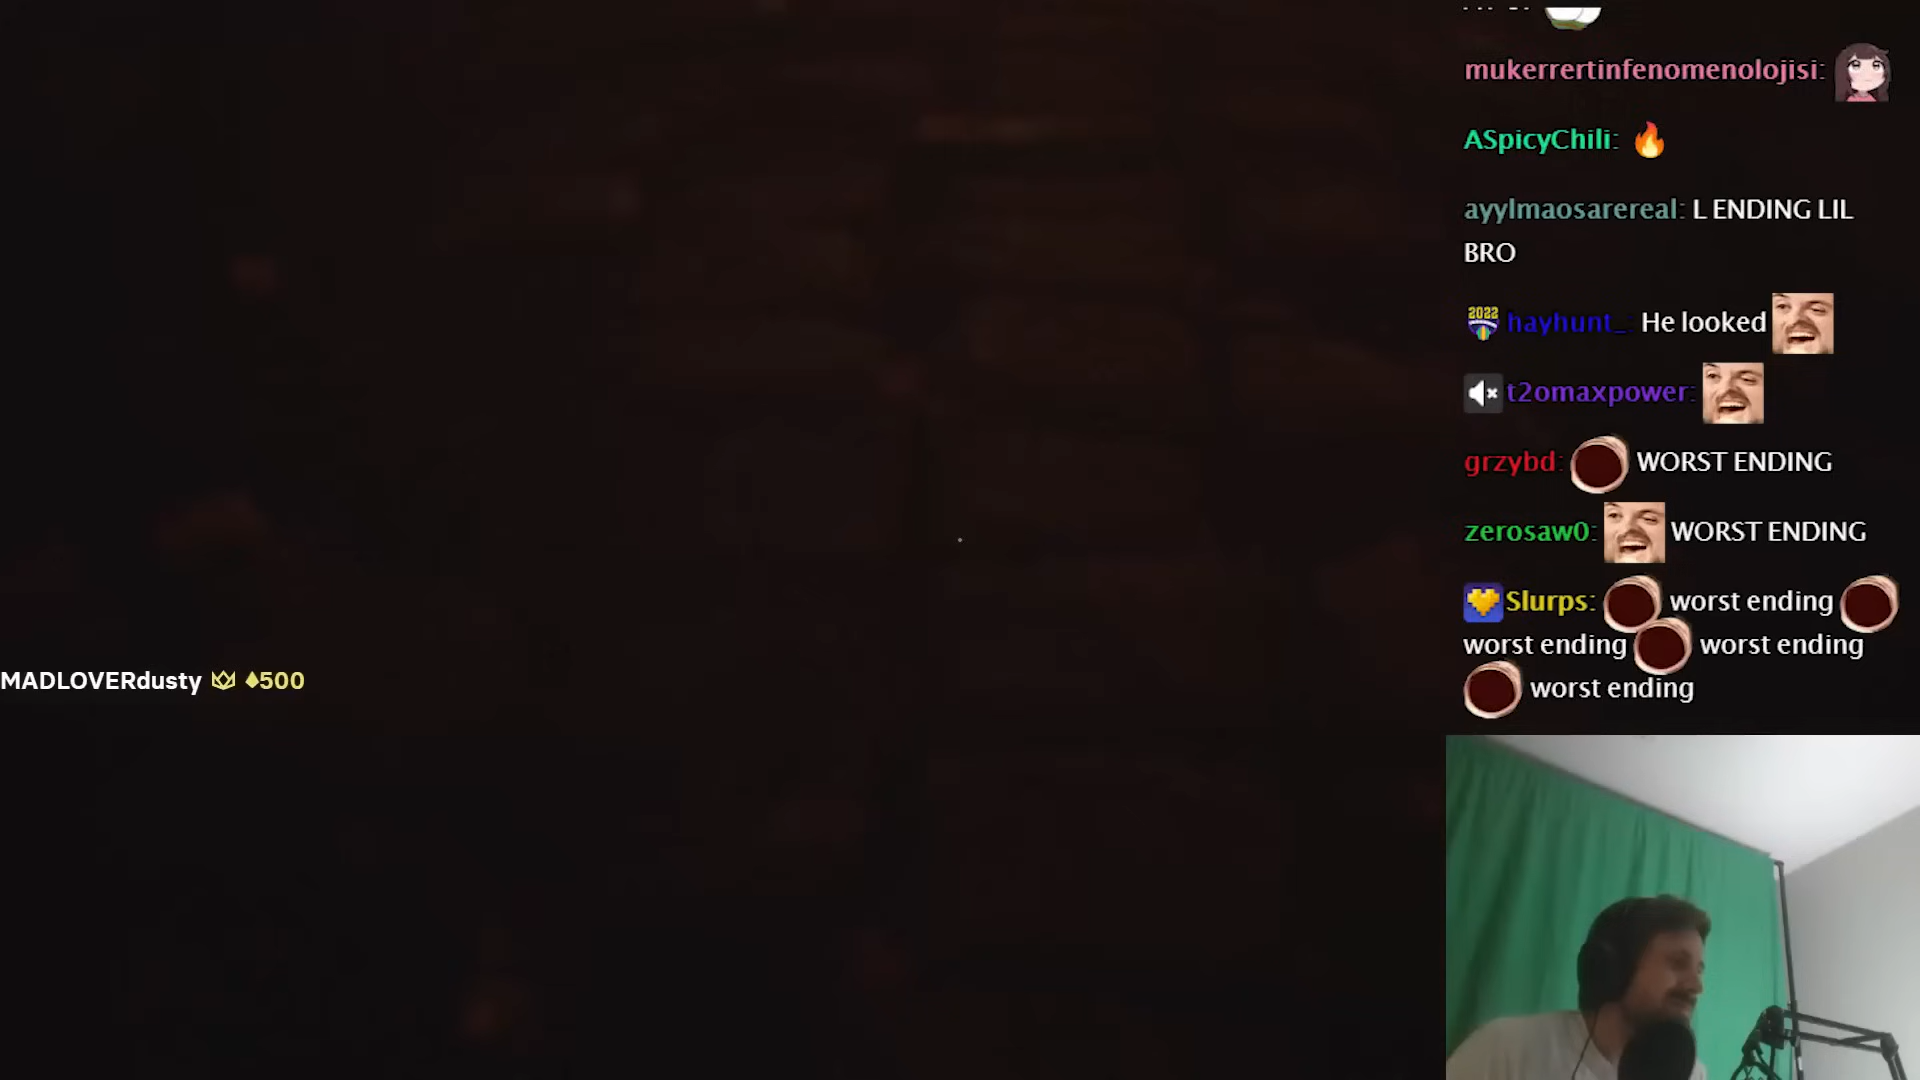 mukerrertinfenomenolojisi:
ASpicyChili:
ayylmaosarereal: L ENDING LIL
BRO
2022 hayhunt_: He looked
t2omaxpower:
grzybd: WORST ENDING
zerosaw0: WORST ENDING
Slurps: worst ending
worst ending worst ending
worst ending
MADLOVERdusty 500